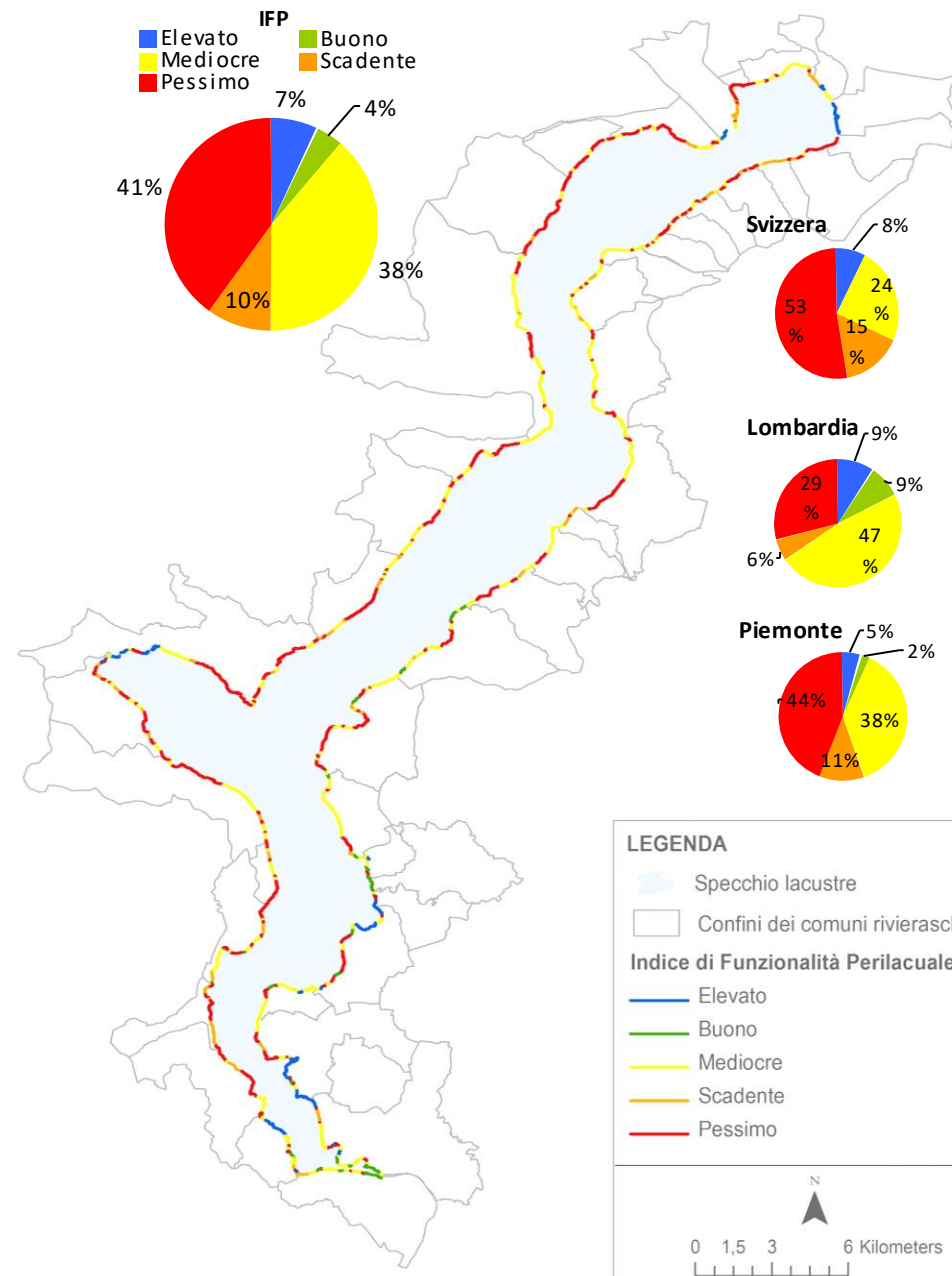 IFP
Elevato Buono
Mediocre Scadente
Pessimo
7%
4%
41%
38%
10%
Svizzera
8%
24
%
53
%
15
%
Lombardia
9%
9%
29
%
47
%
6%
Piemonte
5%
2%
44%
38%
11%
LEGENDA
Specchio lacustre
Confini dei comuni rivierasc
Indice di Funzionalità Perilacuale
Elevato
Buono
Mediocre
Scadente
Pessimo
N
0 1,5 3 6 Kilometers